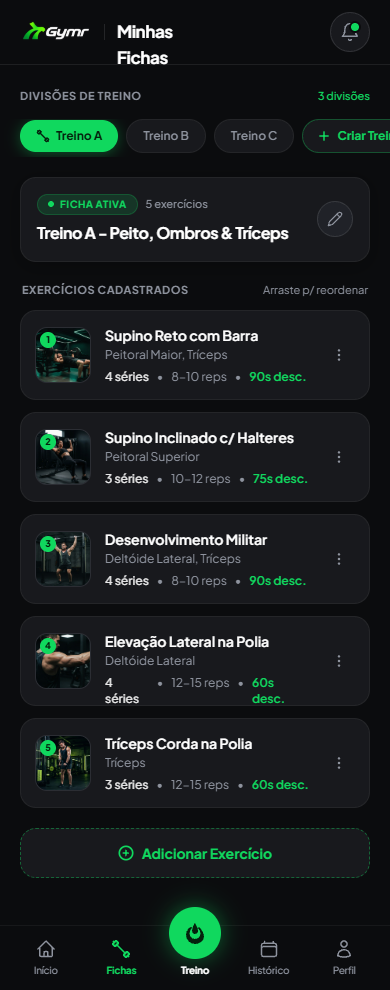 Gymr
Minhas
Fichas
DIVISÕES DE TREINO
3 divisões
Treino A
Treino B
Treino C
+ Criar Trei
FICHA ATIVA
5 exercícios
Treino A - Peito, Ombros & Tríceps
EXERCÍCIOS CADASTRADOS
Arraste p/ reordenar
1
Supino Reto com Barra
Peitoral Maior, Tríceps
4 séries • 8-10 reps • 90s desc.
2
Supino Inclinado c/ Halteres
Peitoral Superior
3 séries • 10-12 reps • 75s desc.
3
Desenvolvimento Militar
Deltóide Lateral, Tríceps
4 séries • 8-10 reps • 90s desc.
4
Elevação Lateral na Polia
Deltóide Lateral
4 • 12-15 reps • 60s
séries desc.
5
Tríceps Corda na Polia
Tríceps
3 séries • 12-15 reps • 60s desc.
Adicionar Exercício
Início
Fichas
Treino
Histórico
Perfil